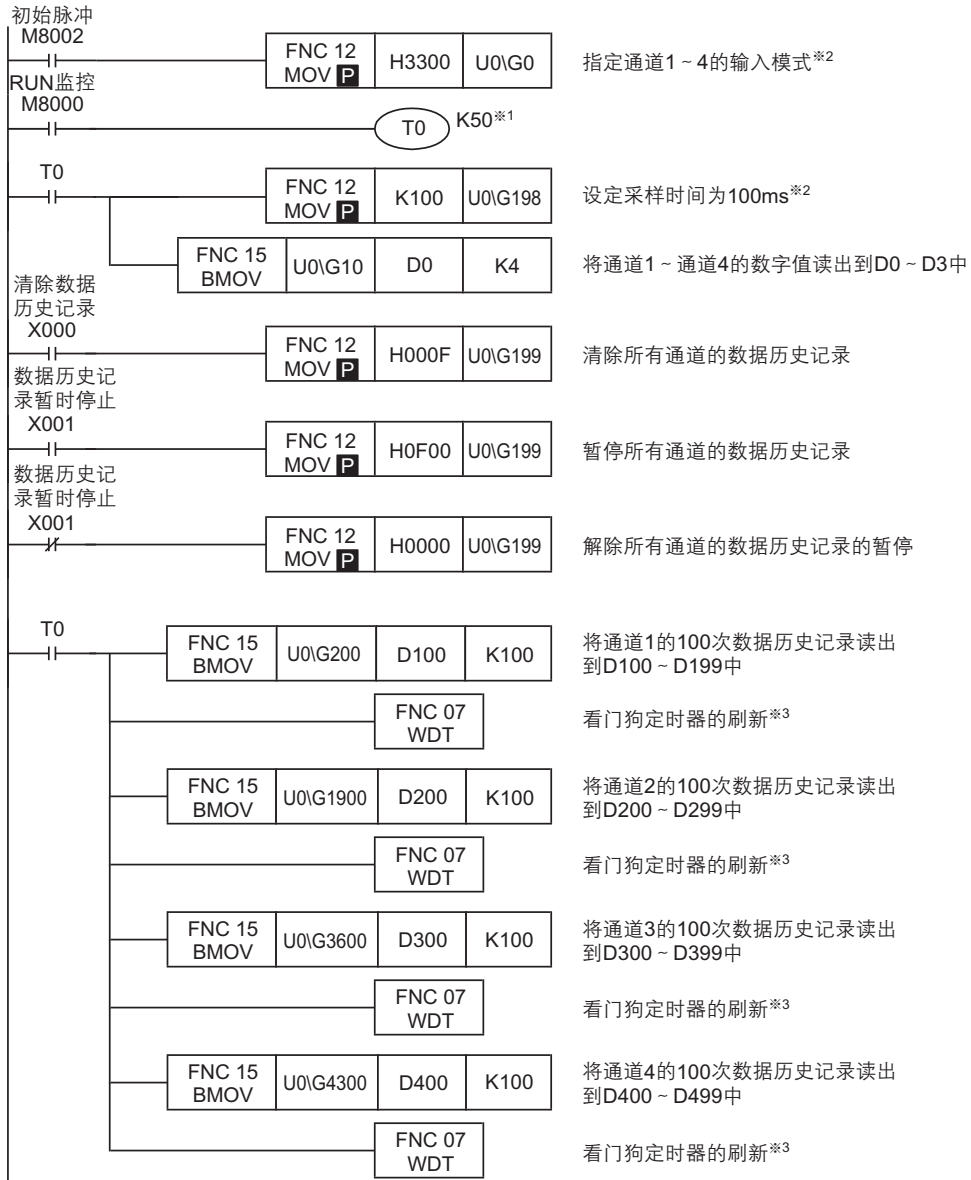 初始脉冲
M8002
FNC 12
MOV P
H3300
U0\G0
指定通道1~4的输入模式※2
RUN监控
M8000
T0
K50※1
T0
FNC 12
MOV P
K100
U0\G198
设定采样时间为100ms※2
FNC 15
BMOV
U0\G10
D0
K4
将通道1~通道4的数字值读出到D0~D3中
清除数据
历史记录
X000
FNC 12
MOV P
H000F
U0\G199
清除所有通道的数据历史记录
数据历史记
录暂时停止
X001
FNC 12
MOV P
H0F00
U0\G199
暂停所有通道的数据历史记录
数据历史记
录暂时停止
X001
FNC 12
MOV P
H0000
U0\G199
解除所有通道的数据历史记录的暂停
T0
FNC 15
BMOV
U0\G200
D100
K100
将通道1的100次数据历史记录读出
到D100~D199中
FNC 07
WDT
看门狗定时器的刷新※3
FNC 15
BMOV
U0\G1900
D200
K100
将通道2的100次数据历史记录读出
到D200~D299中
FNC 07
WDT
看门狗定时器的刷新※3
FNC 15
BMOV
U0\G3600
D300
K100
将通道3的100次数据历史记录读出
到D300~D399中
FNC 07
WDT
看门狗定时器的刷新※3
FNC 15
BMOV
U0\G4300
D400
K100
将通道4的100次数据历史记录读出
到D400~D499中
FNC 07
WDT
看门狗定时器的刷新※3